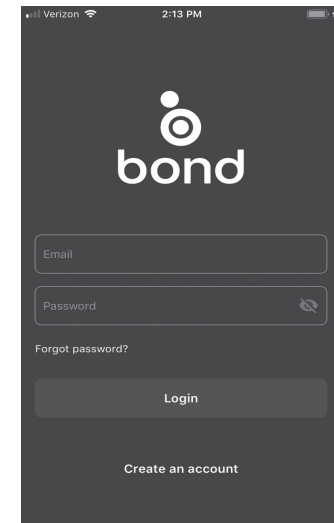 Verizon 2:13 PM
bond
Email
Password
Forgot password?
Login
Create an account